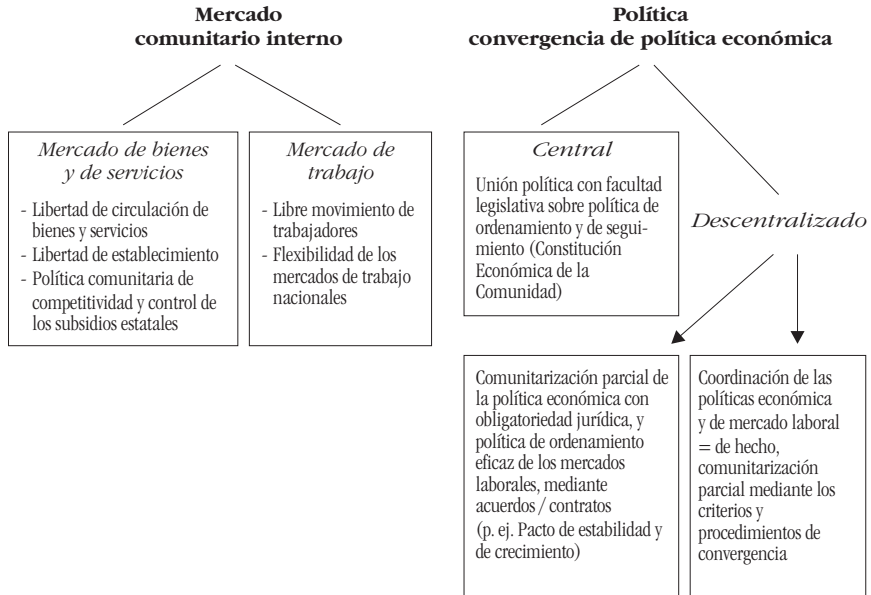 Mercado
comunitario interno
Política
convergencia de política económica
Mercado de bienes
y de servicios
- Libertad de circulación de
bienes y servicios
- Libertad de establecimiento
- Política comunitaria de
competitividad y control de
los subsidios estatales
Mercado de
trabajo
- Libre movimiento de
trabajadores
- Flexibilidad de los
mercados de trabajo
nacionales
Central
Unión política con facultad
legislativa sobre política de
ordenamiento y de segui-
miento (Constitución
Económica de la
Comunidad)
Descentralizado
Comunitarización parcial de
la política económica con
obligatoriedad jurídica, y
política de ordenamiento
eficaz de los mercados
laborales, mediante
acuerdos / contratos
(p. ej. Pacto de estabilidad y
de crecimiento)
Coordinación de las
políticas económica
y de mercado laboral
= de hecho,
comunitarización
parcial mediante los
criterios y
procedimientos de
convergencia